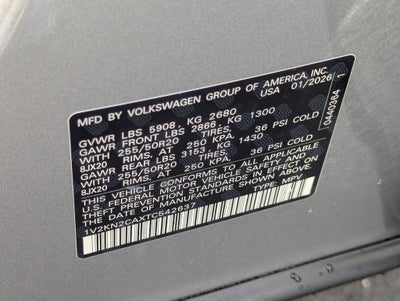 MFD BY VOLKSWAGEN GROUP OF AMERICA, INC.
USA 01/2026
GVWR LBS 5908, KG 2680
GAWR FRONT LBS 2866, KG 1300
WITH 255/50R20 TIRES, 36 PSI COLD
8JX20 RIMS, AT 250 KPA,
GAWR REAR LBS 3153, KG 1430
WITH 255/50R20 TIRES, 36 PSI COLD
8JX20 RIMS, AT 250 KPA,
THIS VEHICLE CONFORMS TO ALL APPLICABLE
U.S. FEDERAL MOTOR VEHICLE SAFETY AND
THEFT PREVENTION STANDARDS IN EFFECT ON
THE DATE OF MANUFACTURE SHOWN ABOVE.
1V2KN2CAXTC542637 TYPE: MPV
0440384 1